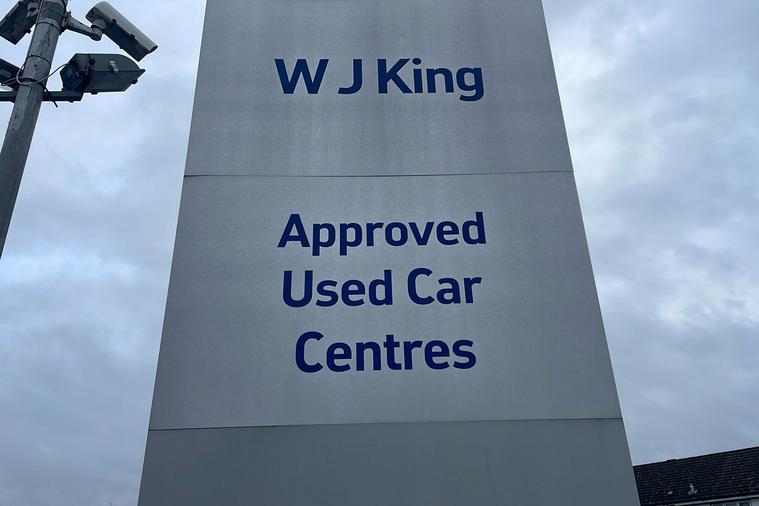 W J King
Approved
Used Car
Centres